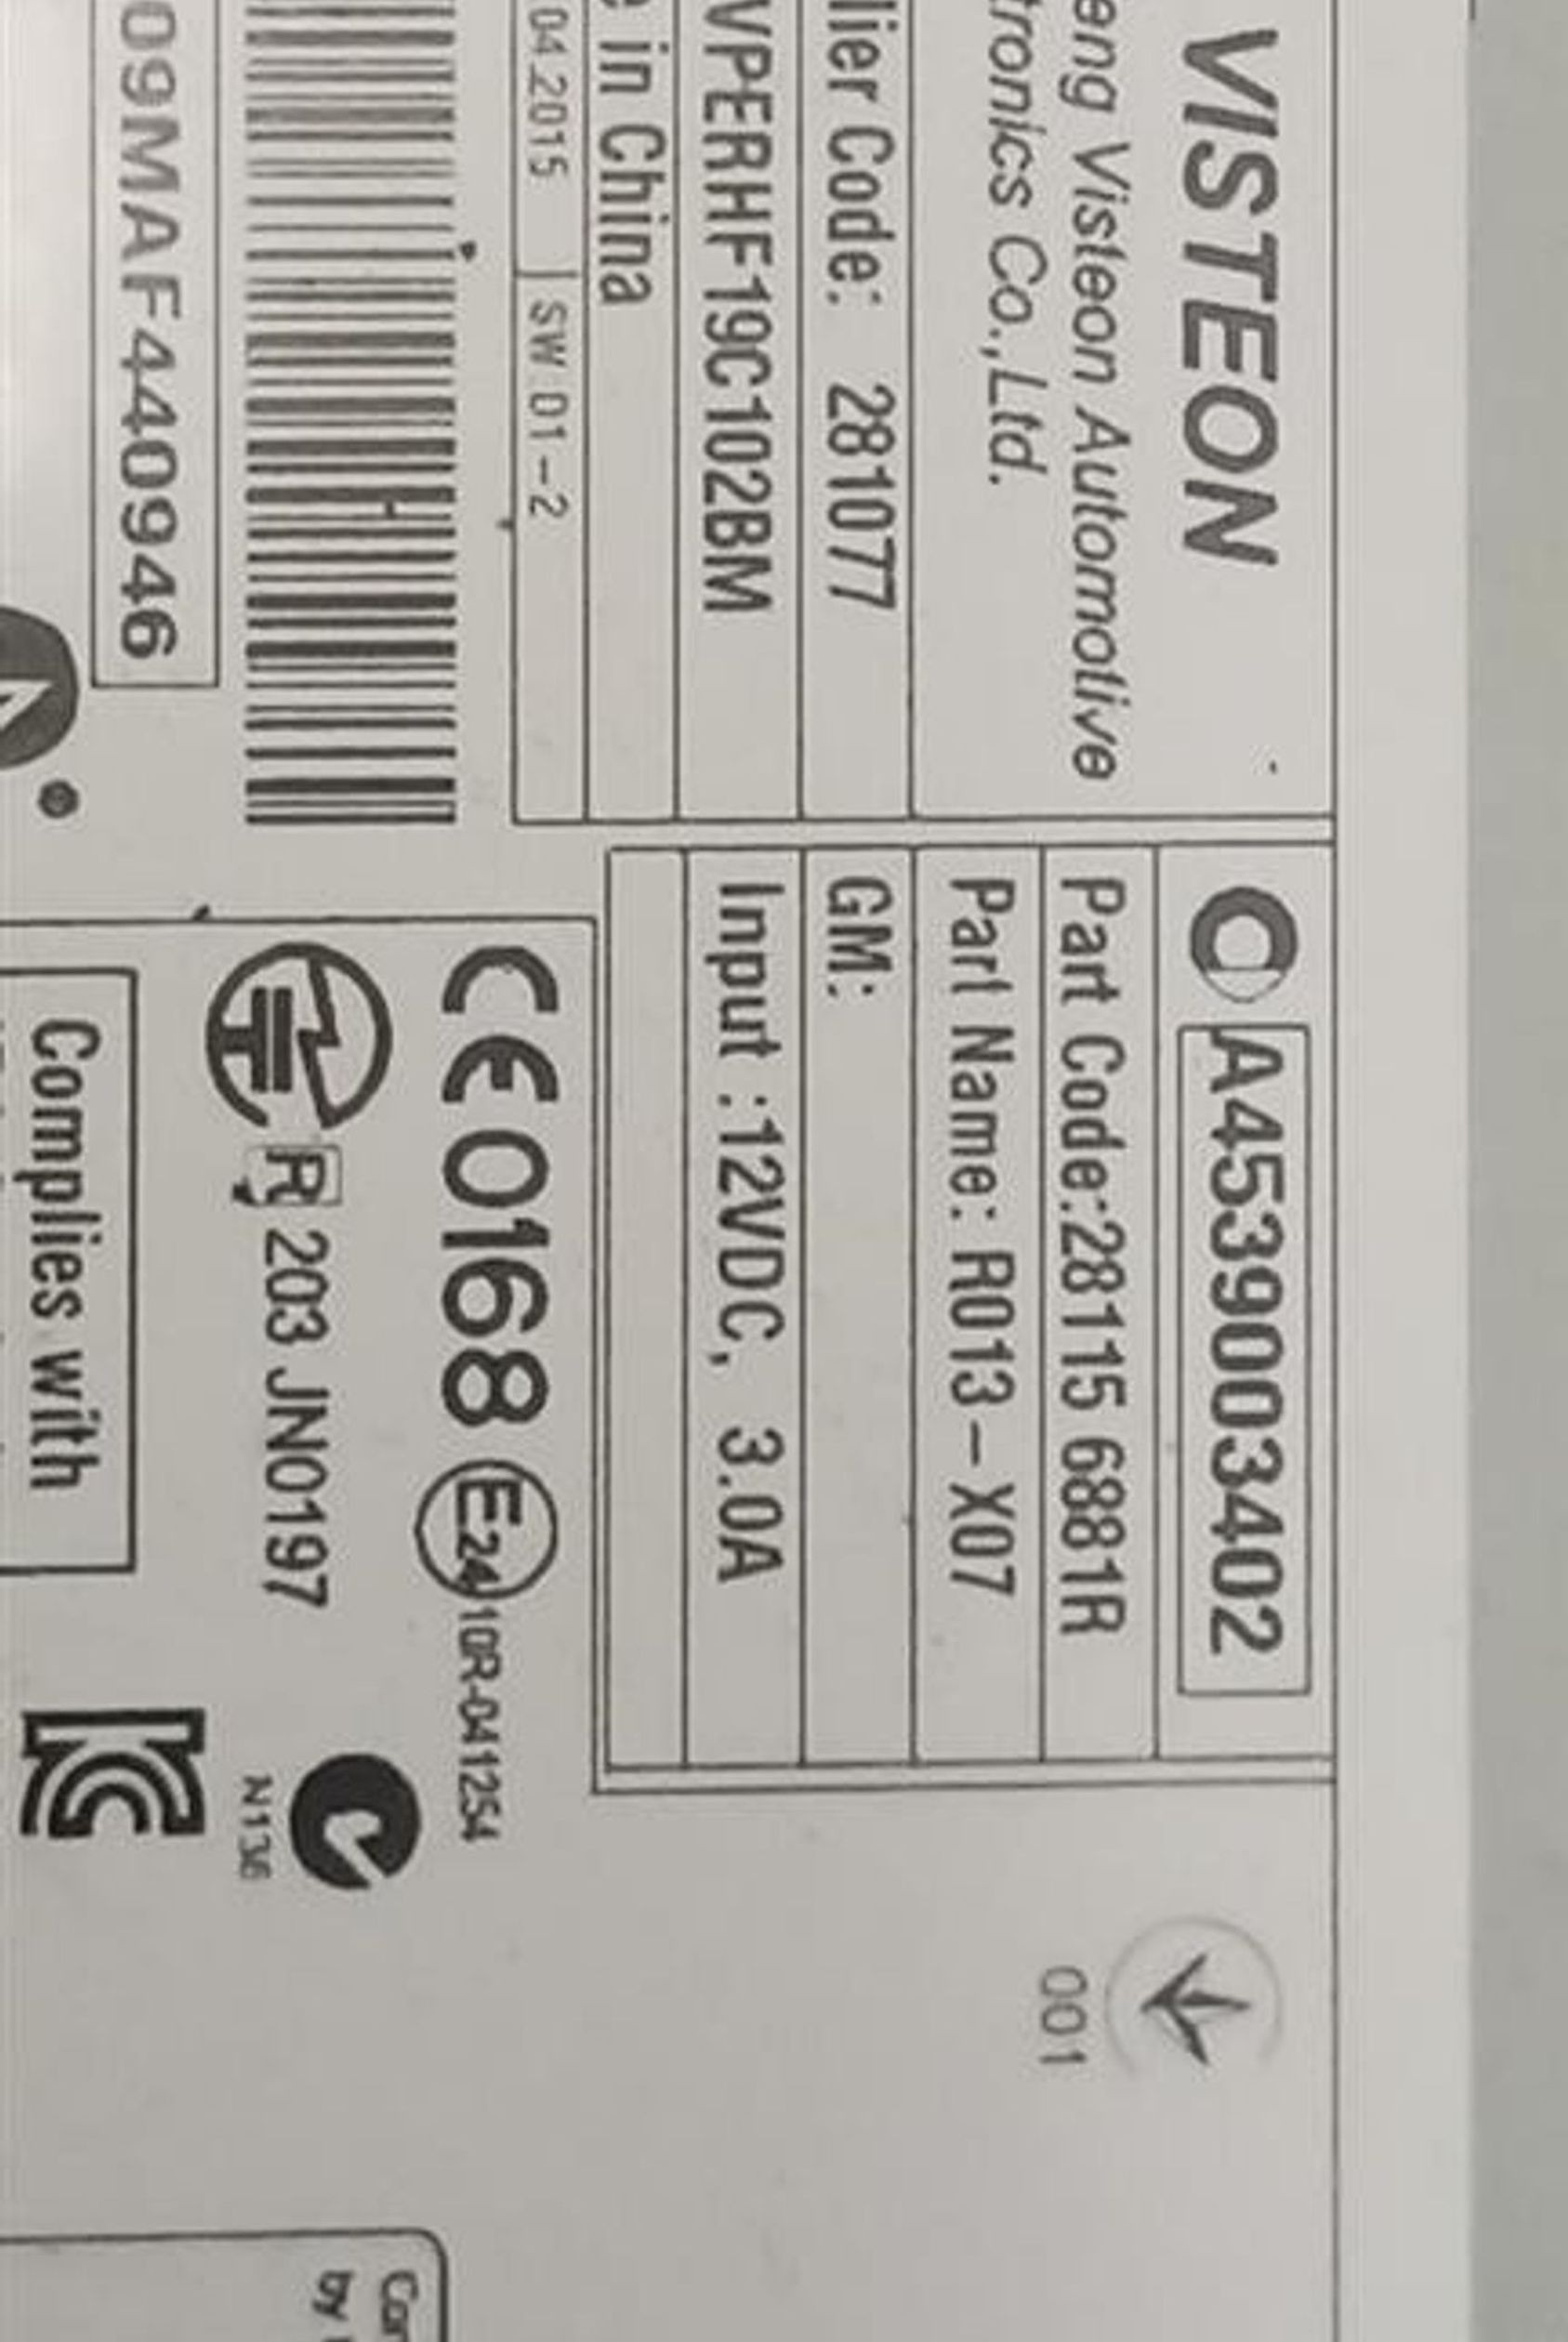 VISTEON
eng Visteon Automotive
tronics Co.,Ltd.
lier Code: 281077
VPERHF19C102BM
in China
04.2015 SW 01-2
09MAF440946
A4539003402
Part Code:28115 6881R
Part Name: R013-X07
GM:
Input :12VDC, 3.0A
CE0168 E24 10R-041254
R 203 JN0197
N136
Complies with
001
by